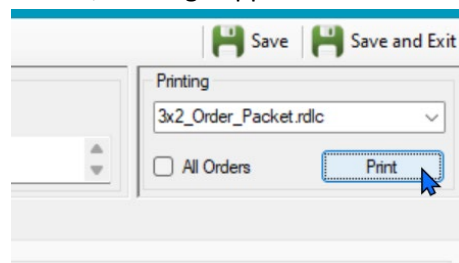 Save Save and Exit
Printing
3x2_Order_Packet.rdlc
All Orders Print